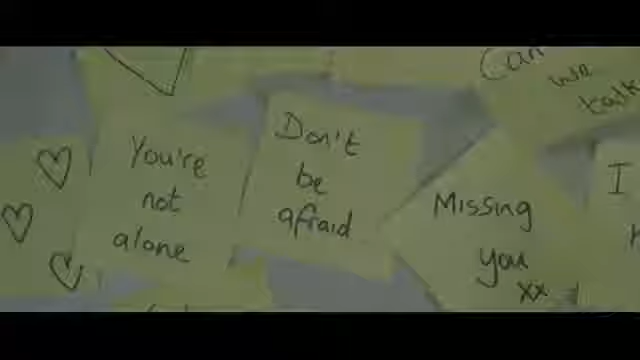 Can
we
talk
You're
not
alone
Don't
be
afraid
Missing
you
xx
I